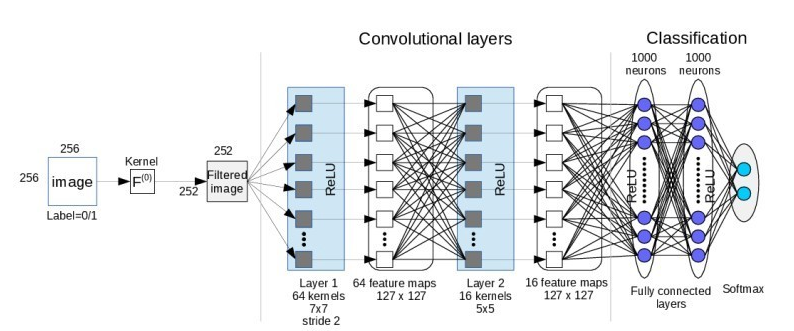 Convolutional layers
Classification
1000
neurons
1000
neurons
256
256
image
Label=0/1
Kernel
F(0)
252
252
Filtered
image
ReLU
ReLU
ReLU
ReLU
Layer 1
64 kernels
7x7
stride 2
64 feature maps
127 x 127
Layer 2
16 kernels
5x5
16 feature maps
127 x 127
Fully connected
layers
Softmax